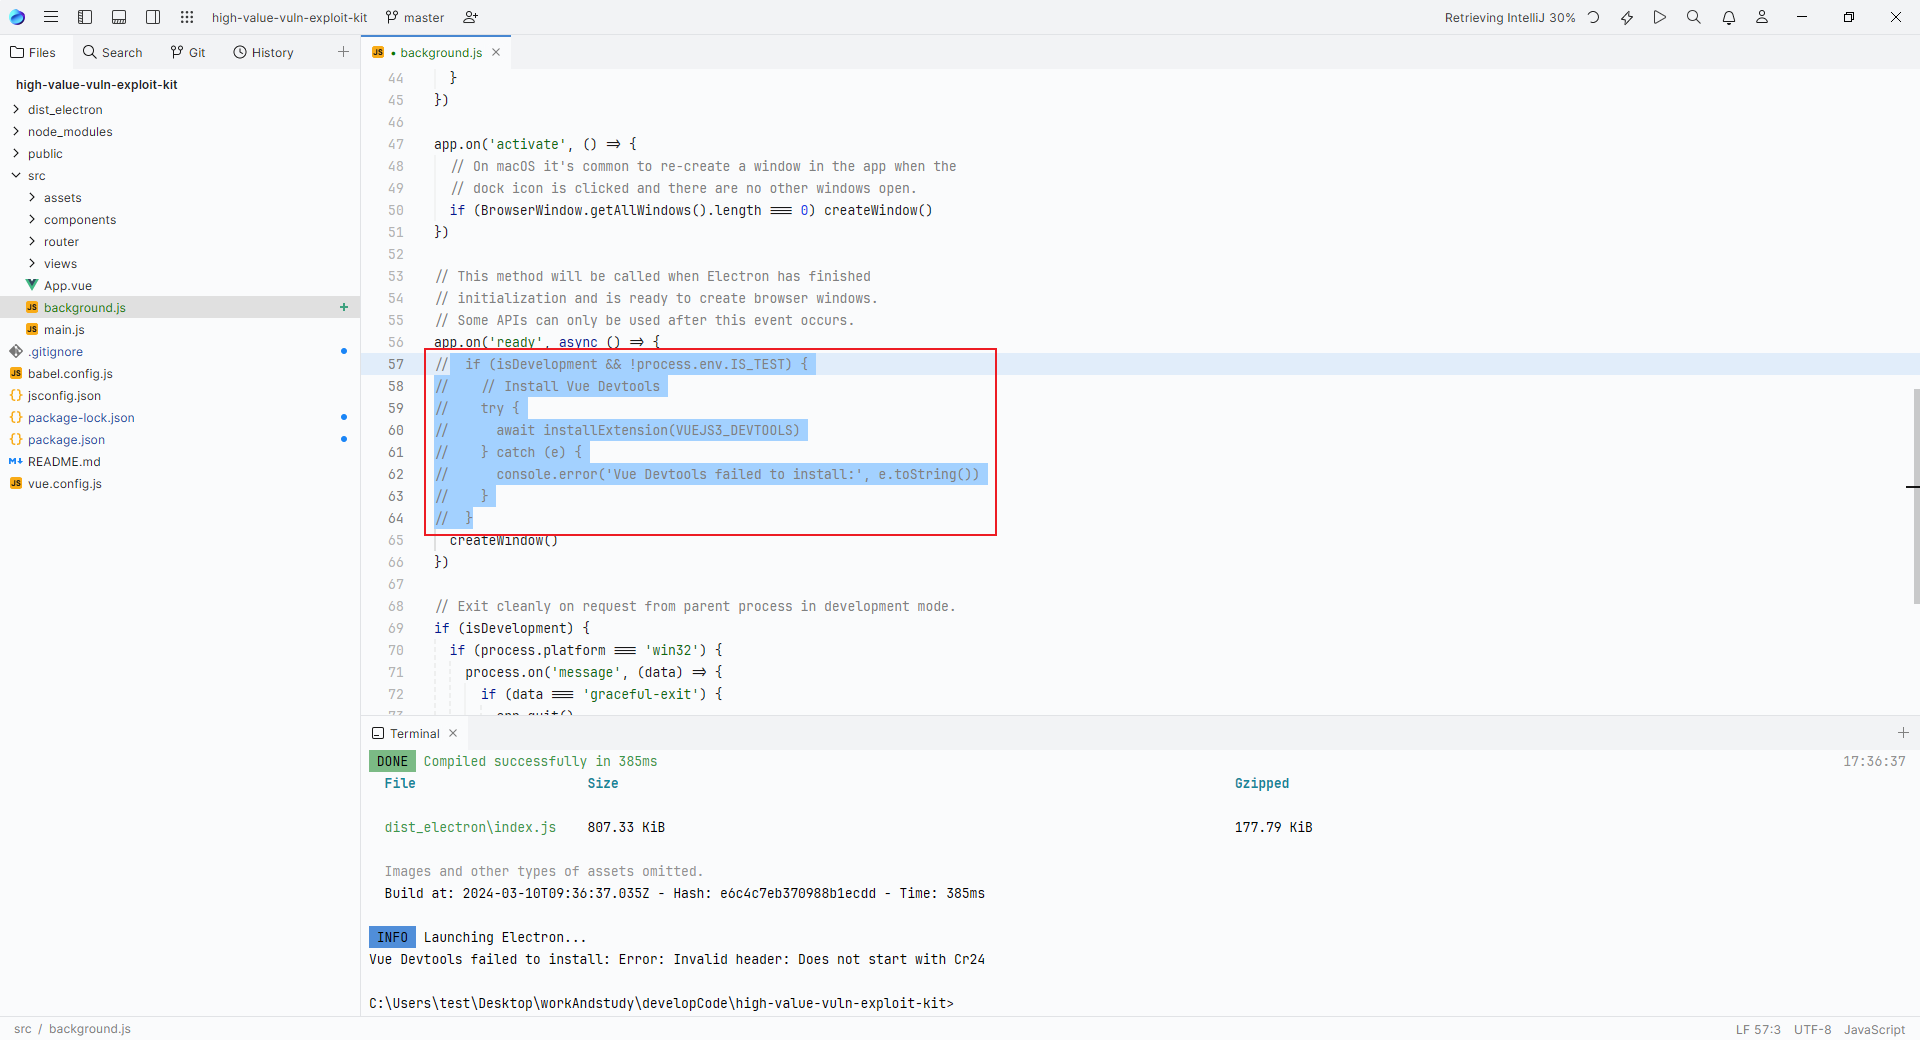 high-value-vuln-exploit-kit master Retrieving IntelliJ 30%
Files Search Git History
background.js
high-value-vuln-exploit-kit
dist_electron
node_modules
public
src
assets
components
router
views
App.vue
background.js
main.js
.gitignore
babel.config.js
jsconfig.json
package-lock.json
package.json
README.md
vue.config.js
44 }
45 })
46
47 app.on('activate', () => {
48 // On macOS it's common to re-create a window in the app when the
49 // dock icon is clicked and there are no other windows open.
50 if (BrowserWindow.getAllWindows().length === 0) createWindow()
51 })
52
53 // This method will be called when Electron has finished
54 // initialization and is ready to create browser windows.
55 // Some APIs can only be used after this event occurs.
56 app.on('ready', async () => {
57 // if (isDevelopment && !process.env.IS_TEST) {
58 // // Install Vue Devtools
59 // try {
60 // await installExtension(VUEJS3_DEVTOOLS)
61 // } catch (e) {
62 // console.error('Vue Devtools failed to install:', e.toString())
63 // }
64 // }
65 createWindow()
66 })
67
68 // Exit cleanly on request from parent process in development mode.
69 if (isDevelopment) {
70 if (process.platform === 'win32') {
71 process.on('message', (data) => {
72 if (data === 'graceful-exit') {
73 app.quit()
Terminal
DONE Compiled successfully in 385ms 17:36:37
File Size Gzipped
dist_electron\index.js 807.33 KiB 177.79 KiB
Images and other types of assets omitted.
Build at: 2024-03-10T09:36:37.035Z - Hash: e6c4c7eb370988b1ecdd - Time: 385ms
INFO Launching Electron...
Vue Devtools failed to install: Error: Invalid header: Does not start with Cr24
C:\Users\test\Desktop\workAndstudy\developCode\high-value-vuln-exploit-kit>
src / background.js LF 57:3 UTF-8 JavaScript